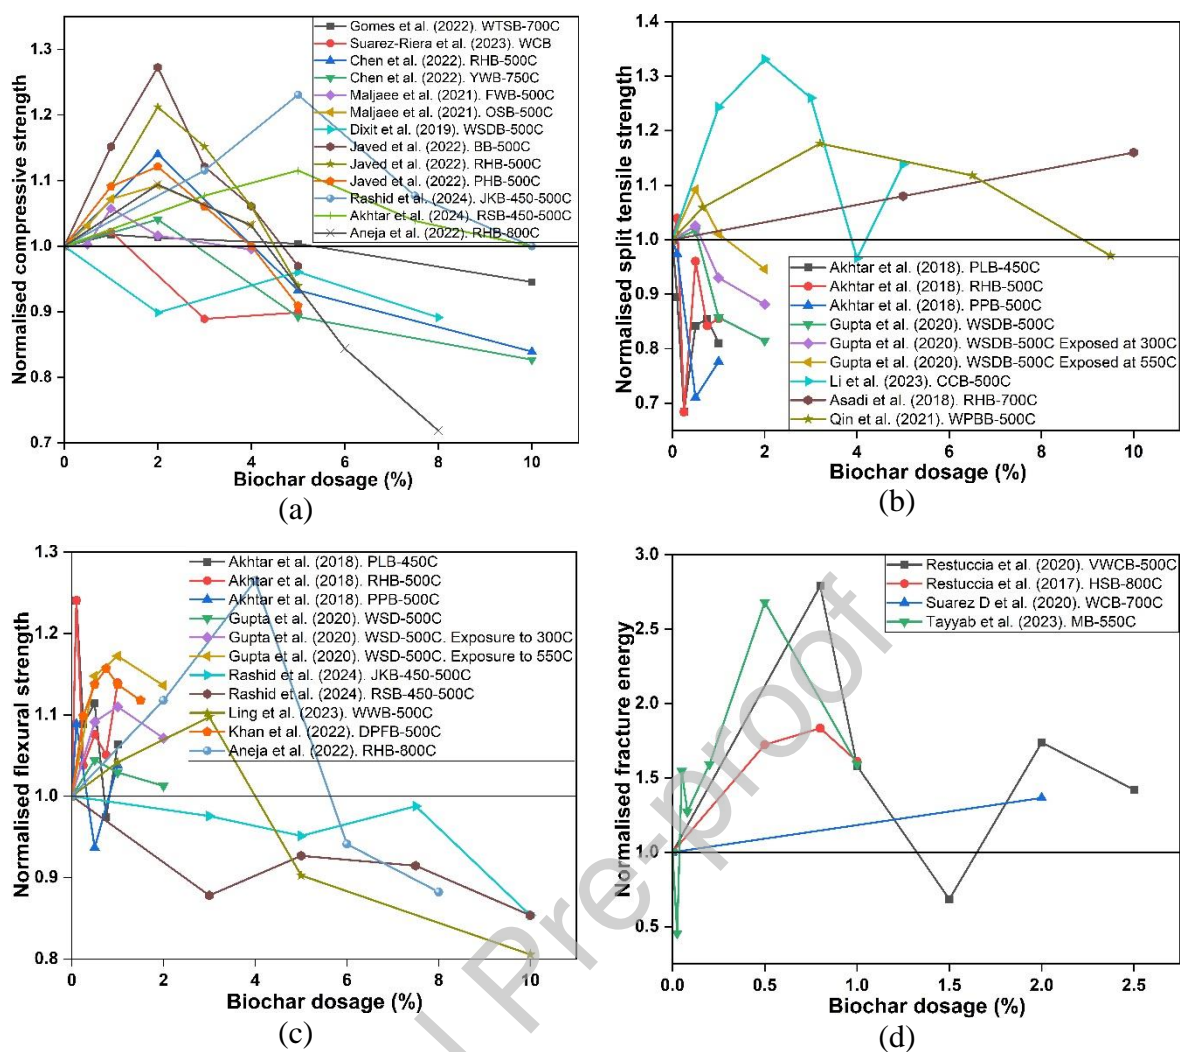 Normalised compressive strength
1.3
1.2
1.1
1.0
0.9
0.8
0.7
0
2
4
6
8
10
Biochar dosage (%)
Gomes et al. (2022). WTSB-700C
Suarez-Riera et al. (2023). WCB
Chen et al. (2022). RHB-500C
Chen et al. (2022). YWB-750C
Maljaee et al. (2021). FWB-500C
Maljaee et al. (2021). OSB-500C
Dixit et al. (2019). WSDB-500C
Javed et al. (2022). BB-500C
Javed et al. (2022). RHB-500C
Javed et al. (2022). PHB-500C
Rashid et al. (2024). JKB-450-500C
Akhtar et al. (2024). RSB-450-500C
Aneja et al. (2022). RHB-800C
(a)
Normalised split tensile strength
1.4
1.3
1.2
1.1
1.0
0.9
0.8
0.7
0
2
4
6
8
10
Biochar dosage (%)
Akhtar et al. (2018). PLB-450C
Akhtar et al. (2018). RHB-500C
Akhtar et al. (2018). PPB-500C
Gupta et al. (2020). WSDB-500C
Gupta et al. (2020). WSDB-500C Exposed at 300C
Gupta et al. (2020). WSDB-500C Exposed at 550C
Li et al. (2023). CCB-500C
Asadi et al. (2018). RHB-700C
Qin et al. (2021). WPBB-500C
(b)
Normalised flexural strength
1.3
1.2
1.1
1.0
0.9
0.8
0
2
4
6
8
10
Biochar dosage (%)
Akhtar et al. (2018). PLB-450C
Akhtar et al. (2018). RHB-500C
Akhtar et al. (2018). PPB-500C
Gupta et al. (2020). WSD-500C
Gupta et al. (2020). WSD-500C. Exposure to 300C
Gupta et al. (2020). WSD-500C. Exposure to 550C
Rashid et al. (2024). JKB-450-500C
Rashid et al. (2024). RSB-450-500C
Ling et al. (2023). WWB-500C
Khan et al. (2022). DPFB-500C
Aneja et al. (2022). RHB-800C
(c)
Normalised fracture energy
3.0
2.5
2.0
1.5
1.0
0.5
0.0
0.5
1.0
1.5
2.0
2.5
Biochar dosage (%)
Restuccia et al. (2020). VWCB-500C
Restuccia et al. (2017). HSB-800C
Suarez D et al. (2020). WCB-700C
Tayyab et al. (2023). MB-550C
(d)
l Pre-proof